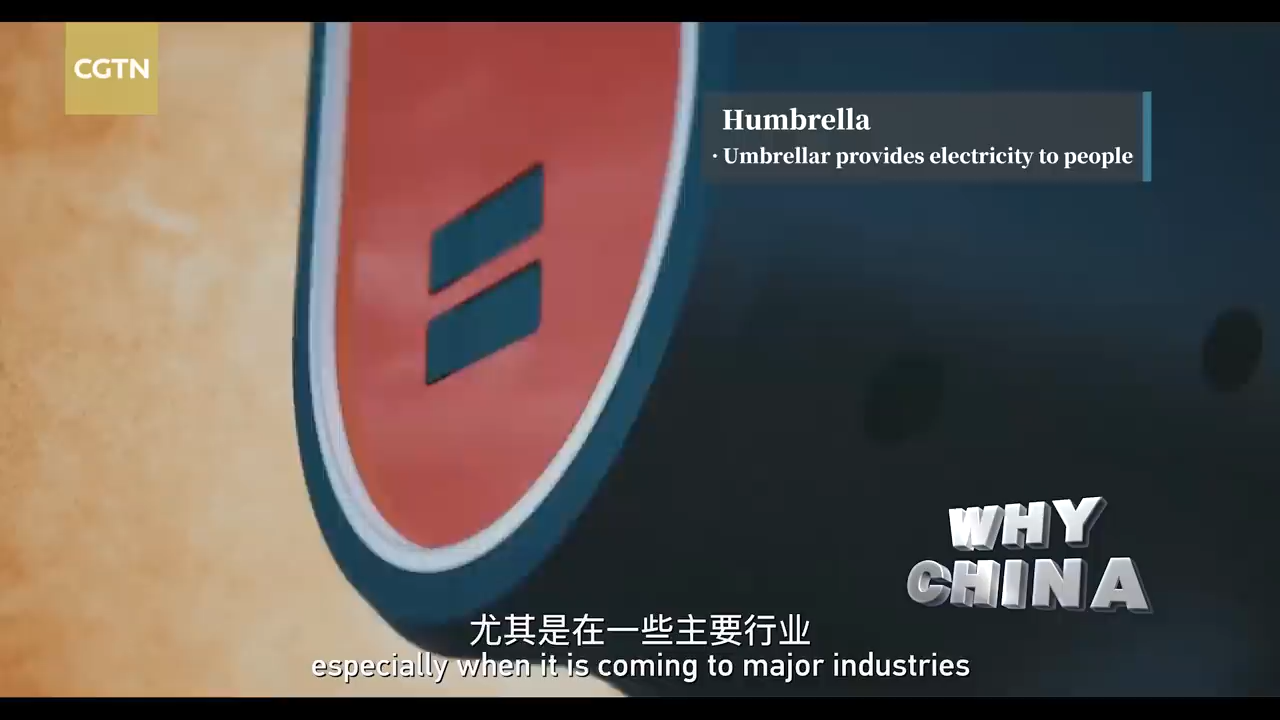 CGTN
Humbrella
· Umbrellar provides electricity to people
WHY
CHINA
尤其是在一些主要行业
especially when it is coming to major industries